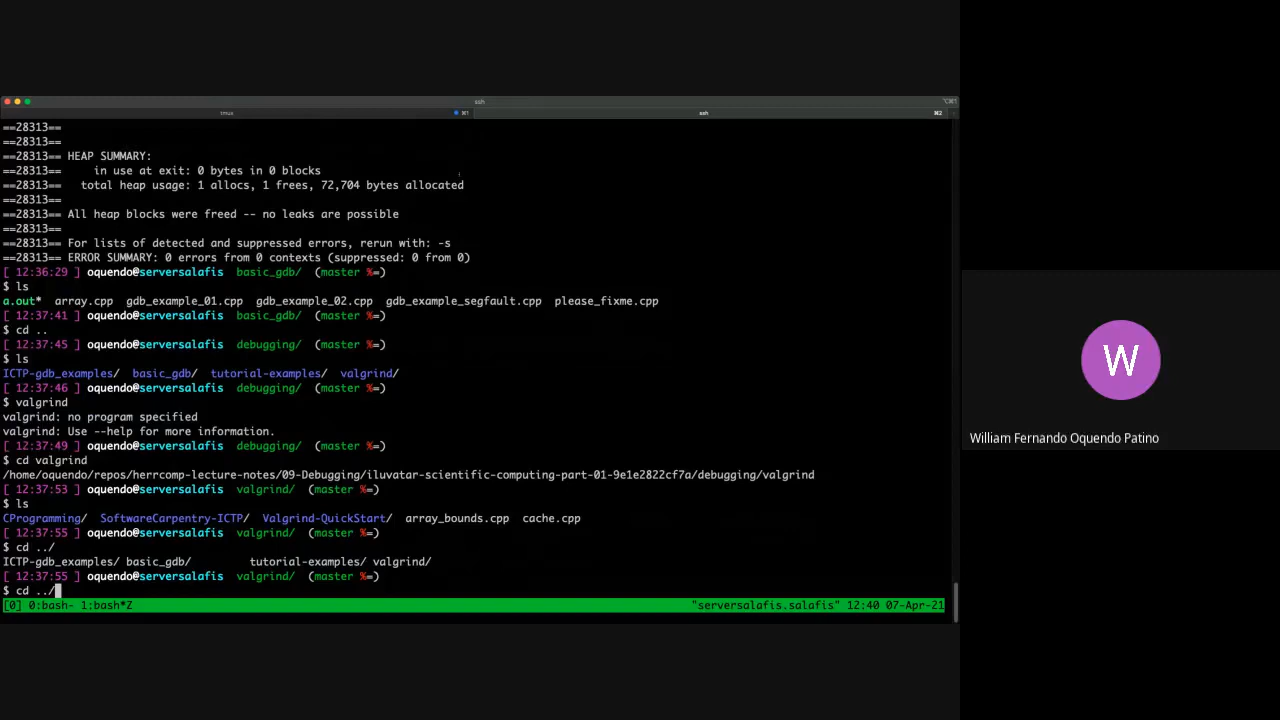 ssh
⌥⌘1
tmux
⌘1
ssh
⌘2
==28313==
==28313==
==28313== HEAP SUMMARY:
==28313==     in use at exit: 0 bytes in 0 blocks
==28313==   total heap usage: 1 allocs, 1 frees, 72,704 bytes allocated
==28313==
==28313== All heap blocks were freed -- no leaks are possible
==28313==
==28313== For lists of detected and suppressed errors, rerun with: -s
==28313== ERROR SUMMARY: 0 errors from 0 contexts (suppressed: 0 from 0)
[ 12:36:29 ] oquendo@serversalafis  basic_gdb/  (master %=)
$ ls
a.out*  array.cpp  gdb_example_01.cpp  gdb_example_02.cpp  gdb_example_segfault.cpp  please_fixme.cpp
[ 12:37:41 ] oquendo@serversalafis  basic_gdb/  (master %=)
$ cd ..
[ 12:37:45 ] oquendo@serversalafis  debugging/  (master %=)
$ ls
ICTP-gdb_examples/  basic_gdb/  tutorial-examples/  valgrind/
[ 12:37:46 ] oquendo@serversalafis  debugging/  (master %=)
$ valgrind
valgrind: no program specified
valgrind: Use --help for more information.
[ 12:37:49 ] oquendo@serversalafis  debugging/  (master %=)
$ cd valgrind
/home/oquendo/repos/herrcomp-lecture-notes/09-Debugging/iluvatar-scientific-computing-part-01-9e1e2822cf7a/debugging/valgrind
[ 12:37:53 ] oquendo@serversalafis  valgrind/  (master %=)
$ ls
CProgramming/  SoftwareCarpentry-ICTP/  Valgrind-QuickStart/  array_bounds.cpp  cache.cpp
[ 12:37:55 ] oquendo@serversalafis  valgrind/  (master %=)
$ cd ../
ICTP-gdb_examples/ basic_gdb/         tutorial-examples/ valgrind/
[ 12:37:55 ] oquendo@serversalafis  valgrind/  (master %=)
$ cd ../
[0] 0:bash- 1:bash*Z "serversalafis.salafis" 12:40 07-Apr-21
W
William Fernando Oquendo Patino